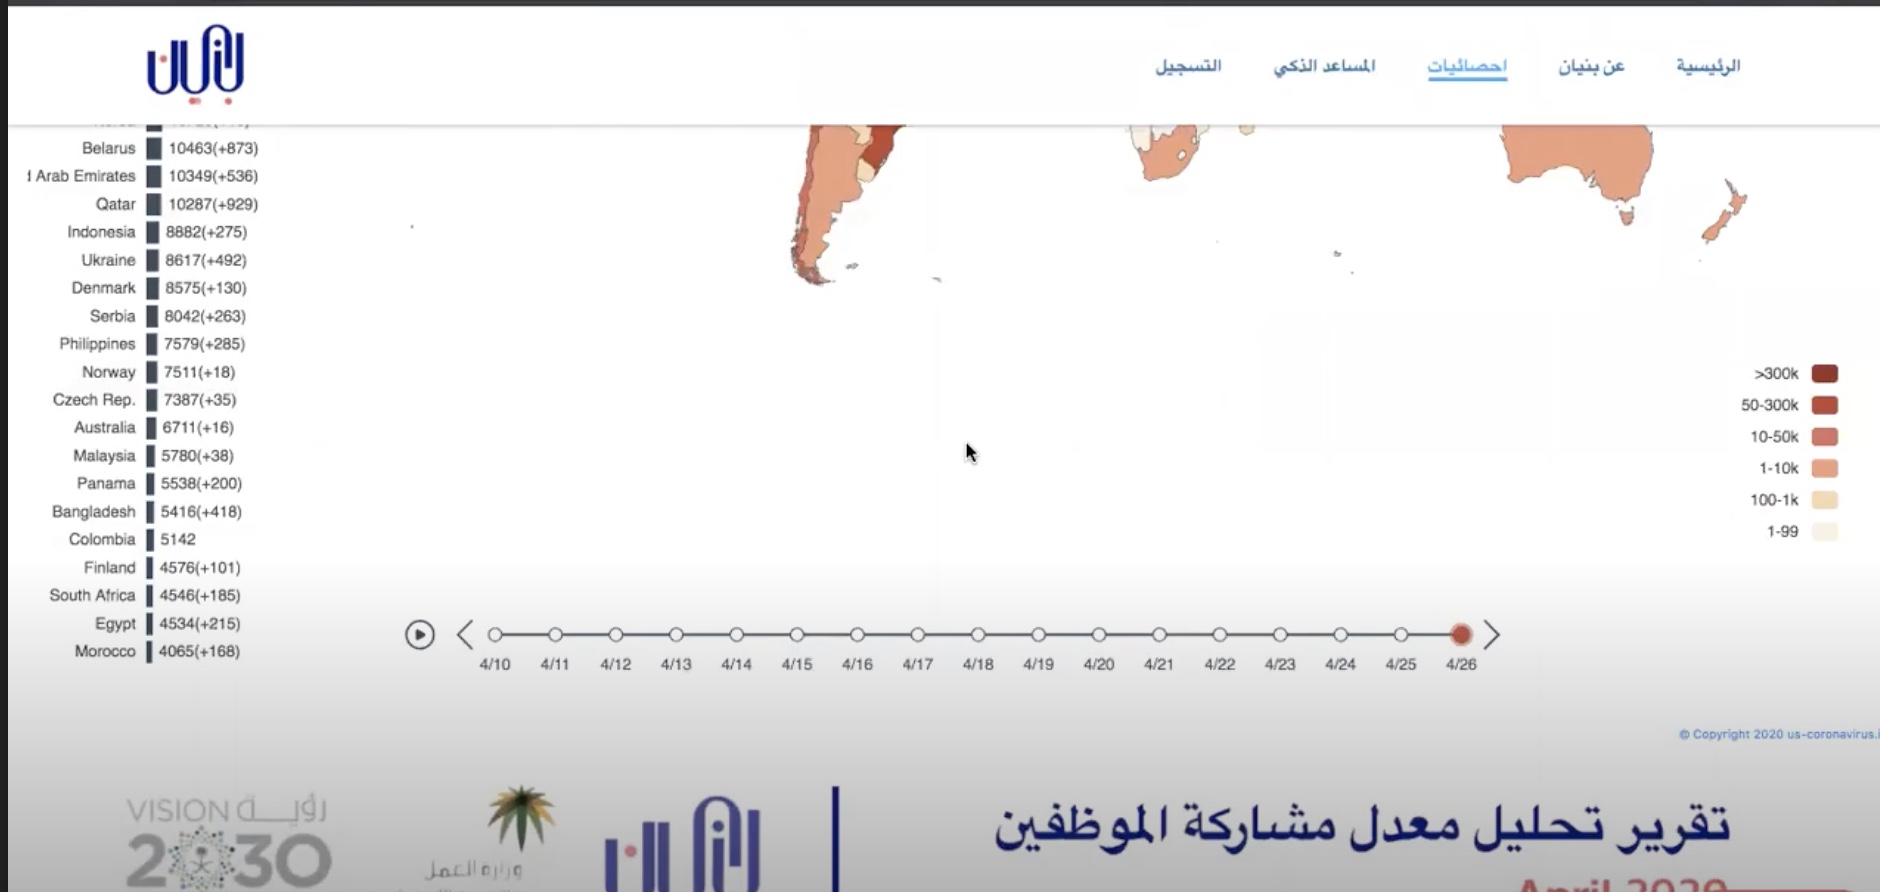 الرئيسية
عن بنيان
احصائيات
المساعد الذكي
التسجيل
بنيان
Belarus 10463(+873)
Arab Emirates 10349(+536)
Qatar 10287(+929)
Indonesia 8882(+275)
Ukraine 8617(+492)
Denmark 8575(+130)
Serbia 8042(+263)
Philippines 7579(+285)
Norway 7511(+18)
Czech Rep. 7387(+35)
Australia 6711(+16)
Malaysia 5780(+38)
Panama 5538(+200)
Bangladesh 5416(+418)
Colombia 5142
Finland 4576(+101)
South Africa 4546(+185)
Egypt 4534(+215)
Morocco 4065(+168)
>300k
50-300k
10-50k
1-10k
100-1k
1-99
4/10 4/11 4/12 4/13 4/14 4/15 4/16 4/17 4/18 4/19 4/20 4/21 4/22 4/23 4/24 4/25 4/26
© Copyright 2020 us-coronavirus.
تقرير تحليل معدل مشاركة الموظفين
April 2020
VISION رؤيـــة
2030
وزارة العمل